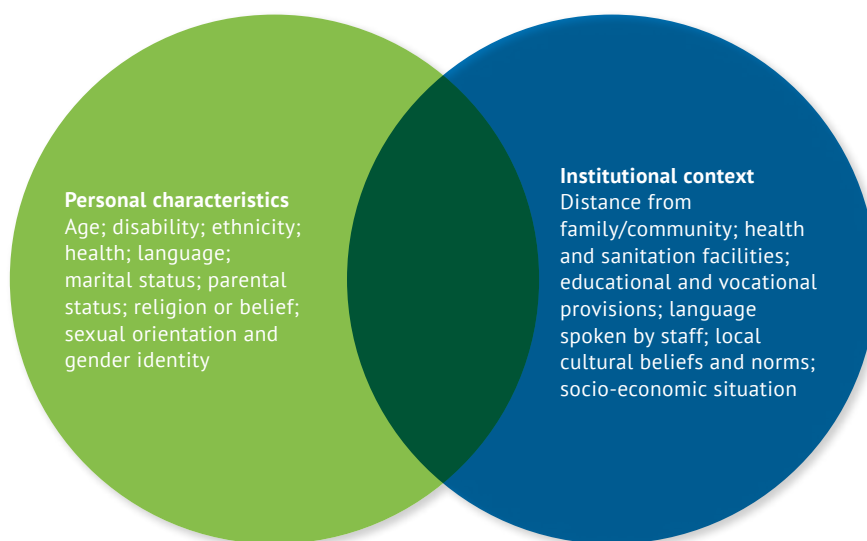 Personal characteristics
Age; disability; ethnicity;
health; language;
marital status; parental
status; religion or belief;
sexual orientation and
gender identity
Institutional context
Distance from
family/community; health
and sanitation facilities;
educational and vocational
provisions; language
spoken by staff; local
cultural beliefs and norms;
socio-economic situation